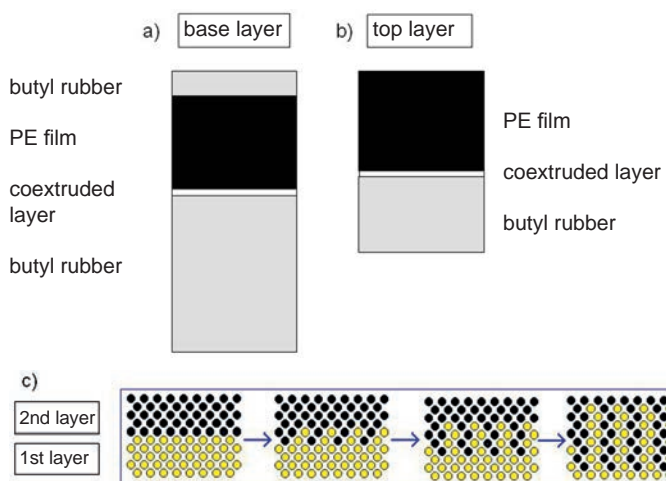 a) base layer
b) top layer
butyl rubber
PE film
coextruded
layer
butyl rubber
PE film
coextruded layer
butyl rubber
c)
2nd layer
1st layer